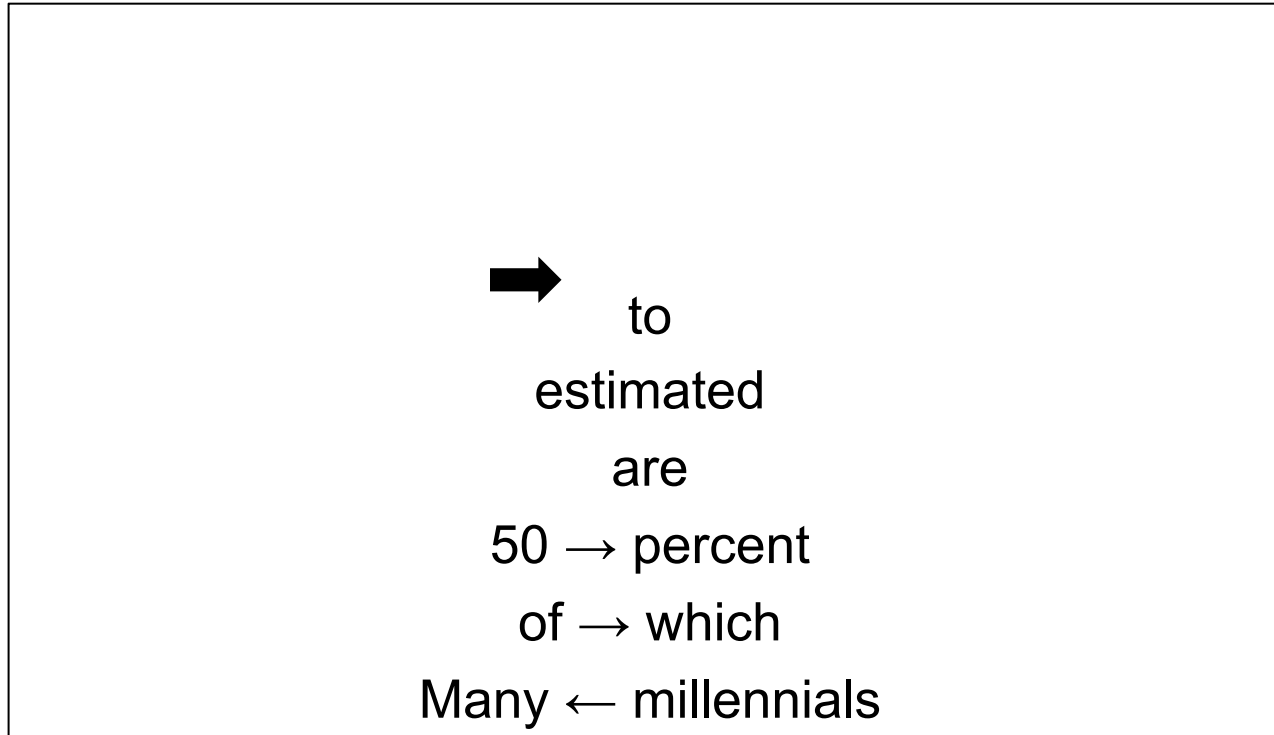 to
estimated
are
50 → percent
of → which
Many ← millennials